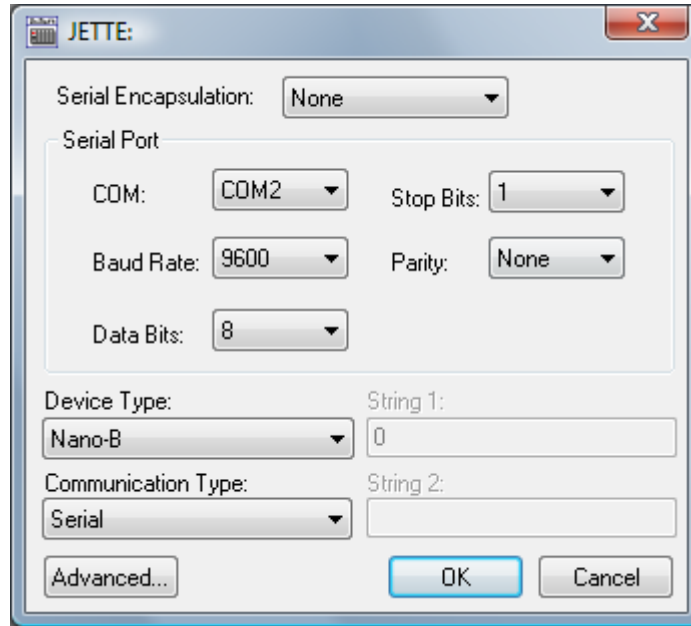 JETTE:
Serial Encapsulation: None
Serial Port
COM: COM2 Stop Bits: 1
Baud Rate: 9600 Parity: None
Data Bits: 8
Device Type: String 1:
Nano-B 0
Communication Type: String 2:
Serial
Advanced... OK Cancel